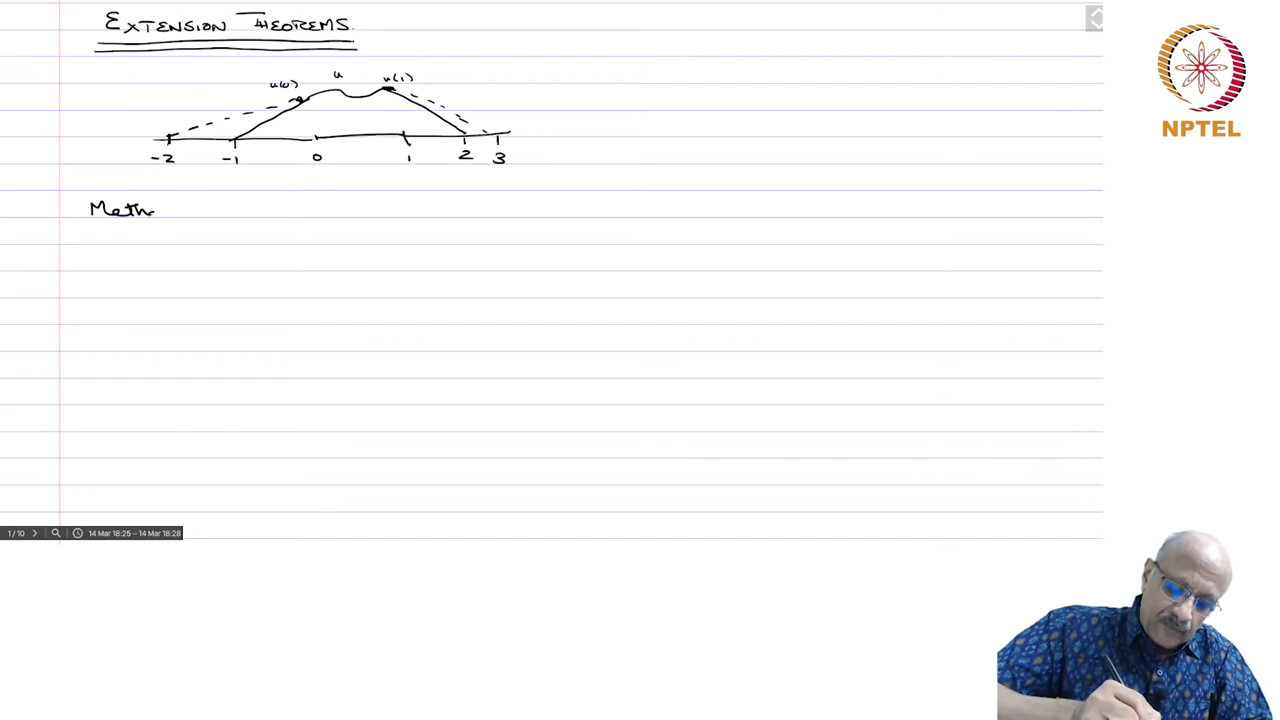 EXTENSION THEOREMS.
u(0) u u(1)
-2 -1 0 1 2 3
Meth
1 / 10 14 Mar 18:25 – 14 Mar 18:28
NPTEL